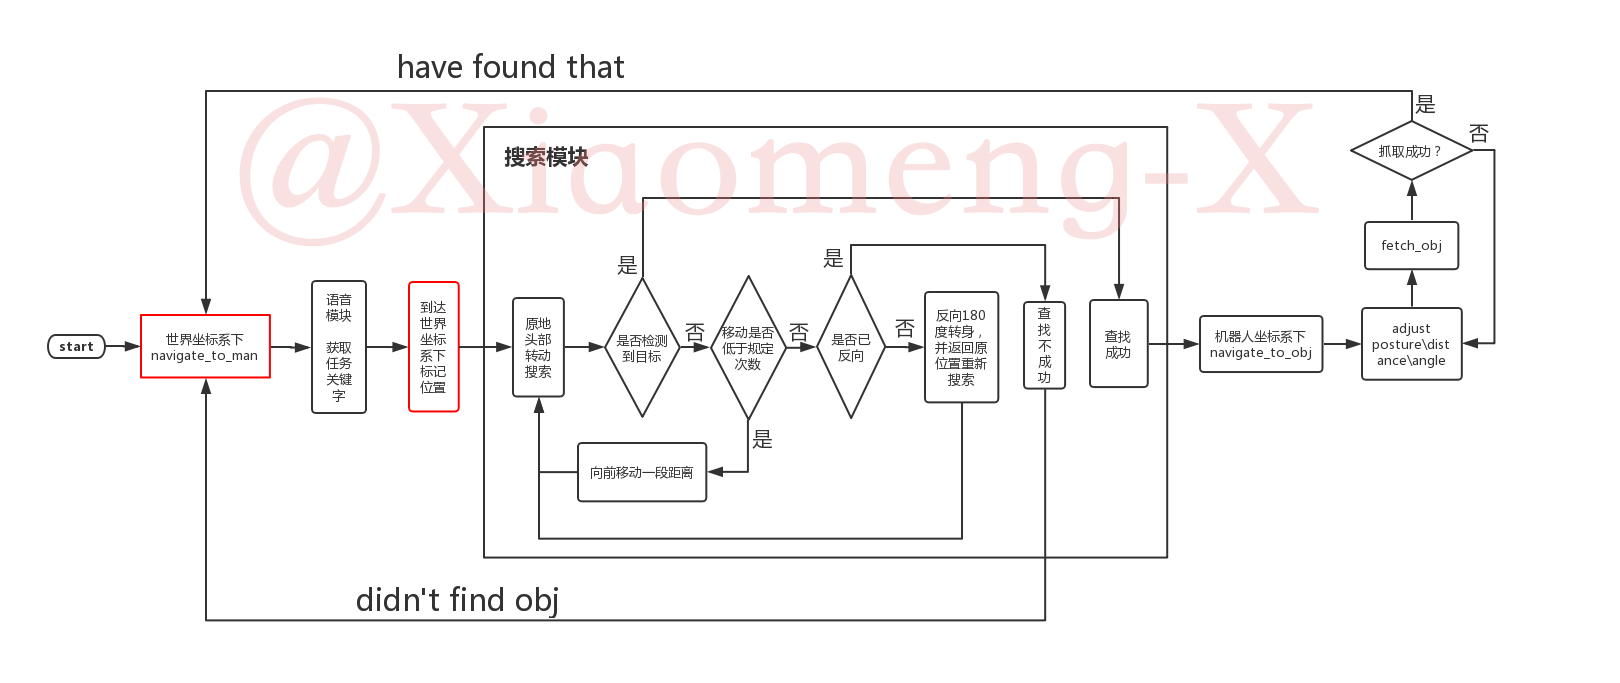 have found that
@Xiaomeng-X
是
否
抓取成功？
搜索模块
fetch_obj
是
是
start
世界坐标系下
navigate_to_man
语音
模块
获取
任务
关键
字
到达
世界
坐标
系下
标记
位置
原地
头部
转动
搜索
是否检测
到目标
否
移动是否
低于规定
次数
否
是否已
反向
否
反向180
度转身，
并返回原
位置重新
搜索
查
找
不
成
功
查找
成功
机器人坐标系下
navigate_to_obj
adjust
posture\dist
ance\angle
是
向前移动一段距离
didn't find obj